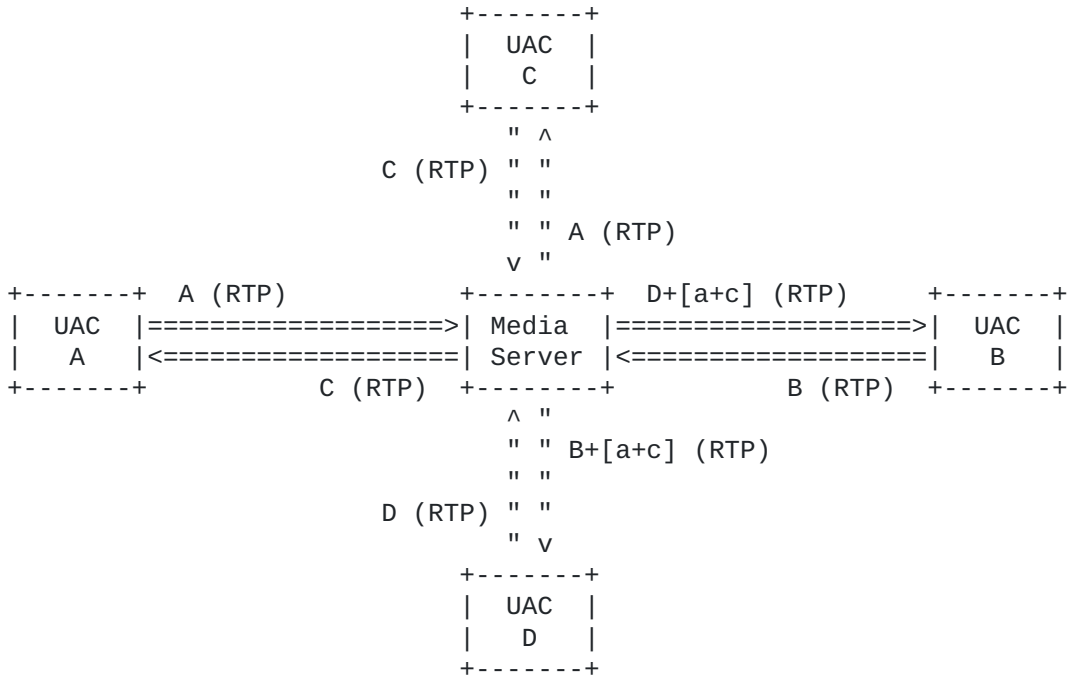 UAC
C
C (RTP)
A (RTP)
A (RTP) D+[a+c] (RTP)
UAC Media UAC
A Server B
C (RTP) B (RTP)
B+[a+c] (RTP)
D (RTP)
UAC
D